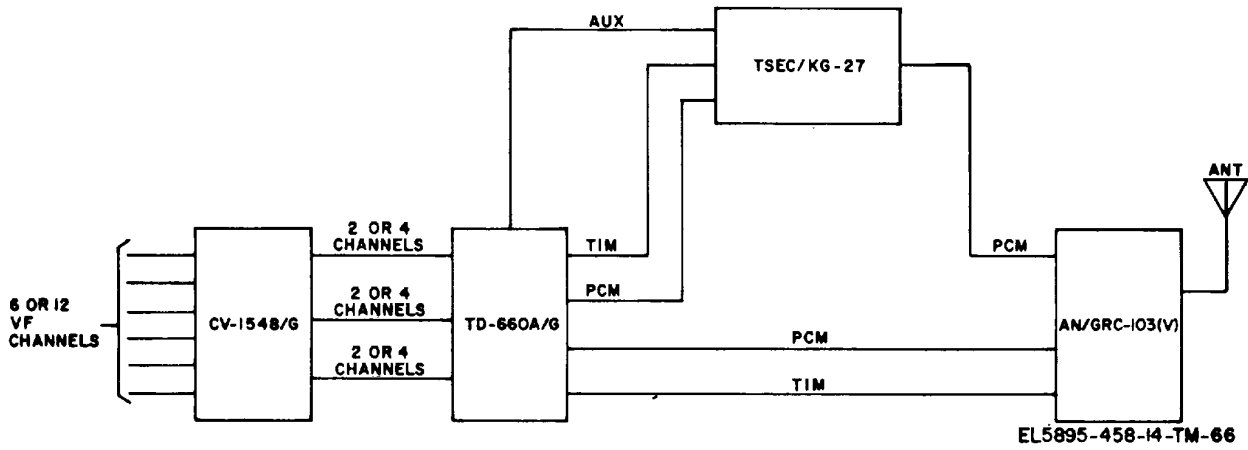 AUX
TSEC/KG-27
ANT
2 OR 4
CHANNELS
TIM
PCM
6 OR 12
VF
CHANNELS
CV-1548/G
2 OR 4
CHANNELS
TD-660A/G
PCM
AN/GRC-103(V)
2 OR 4
CHANNELS
PCM
TIM
EL5895-458-14-TM-66